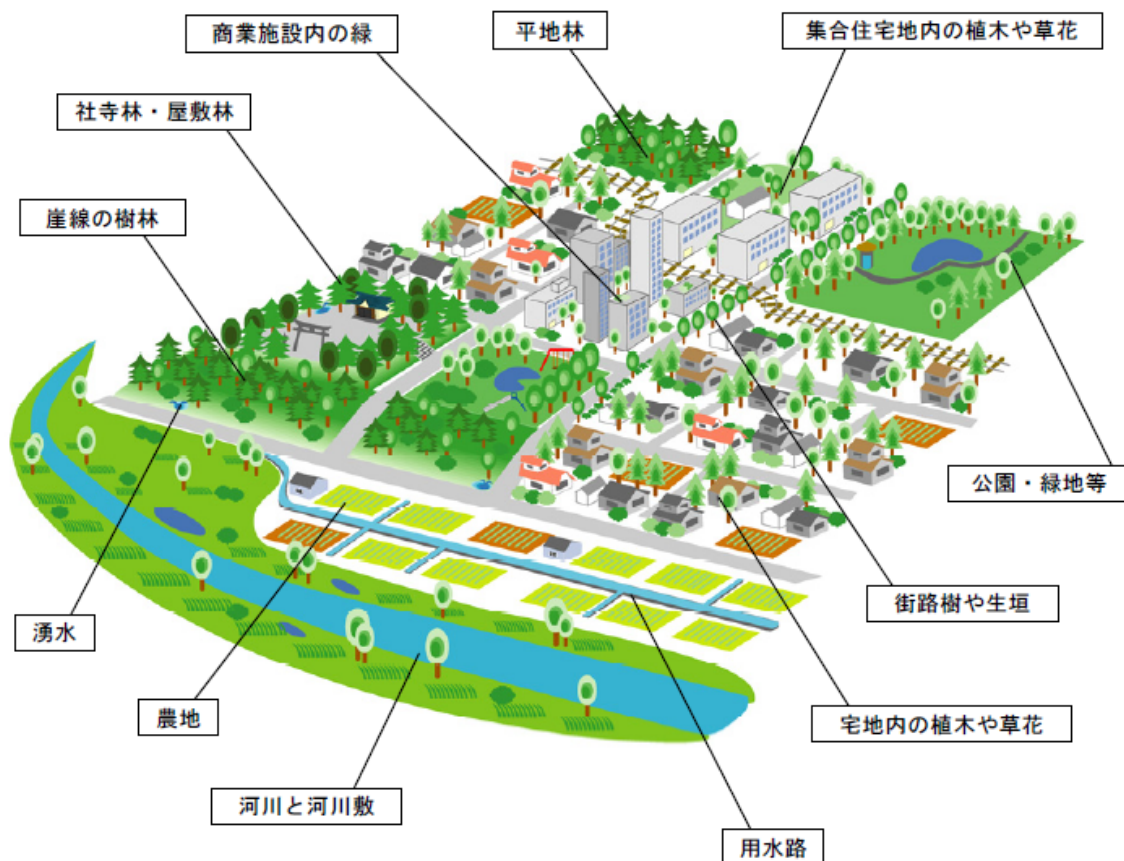 商業施設内の緑
平地林
集合住宅地内の植木や草花
社寺林・屋敷林
崖線の樹林
公園・緑地等
街路樹や生垣
湧水
農地
宅地内の植木や草花
河川と河川敷
用水路